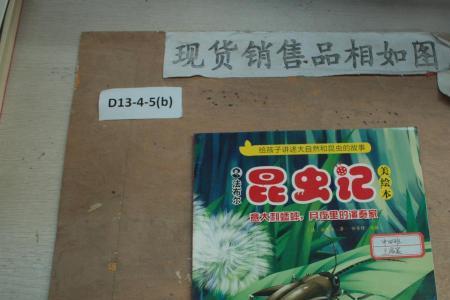 现货销售品相如图
D13-4-5(b)
给孩子讲述大自然和昆虫的故事
法布尔
昆虫记
美绘本
意大利蟋蟀，月夜里的演奏家